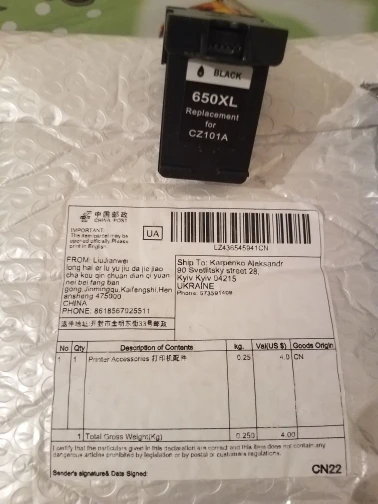 BLACK
650XL
Replacement
for
CZ101A
中国邮政
CHINA POST
IMPORTANT:
The item/parcel may be
opened officially. Please
print in English.
UA
LZ436545941CN
FROM: Liujianwei
long hai er lu yu jiu da jie jiao
cha kou qin chuan dian qi yuan
nei bei fang ban
gong,Jinmingqu,Kaifengshi,Hen
ansheng 475000
CHINA
PHONE: 8618567025511
Ship To: Karpenko Aleksandr
90 Svetlitsky street 28,
Kyiv Kyiv 04215
UKRAINE
Phone:
No Qty Description of Contents kg. Val(US $) Goods Origin
1 1 Printer Accessories 打印机配件 0.25 4.0 CN
1 Total Gross Weight(Kg) 0.250 4.00
I certify that the particulars given in this declaration are correct and this item does not contain any
dangerous articles prohibited by legislation or by postal or customers regulations.
Sender's signature& Date Signed: CN22